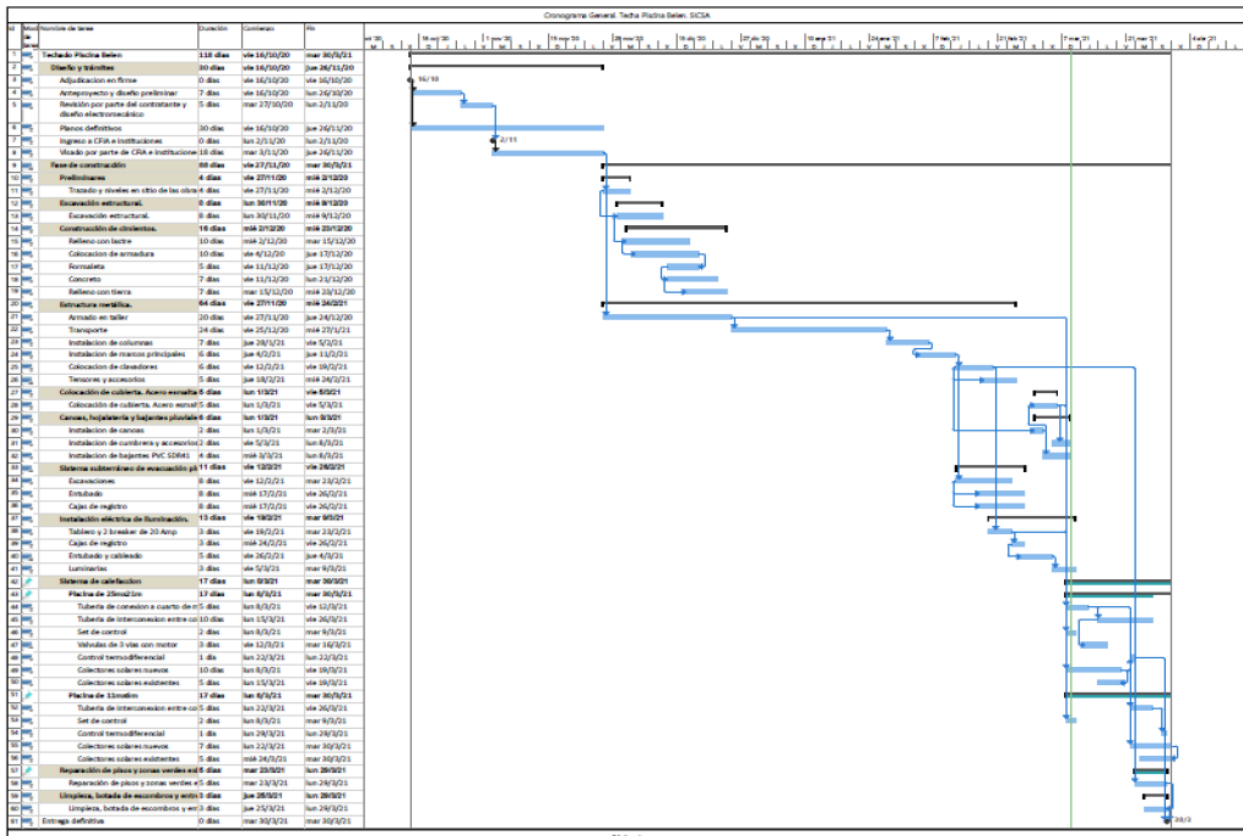 Cronograma General. Techa Piscina Belen. SICSA
Id Modo de tarea Nombre de tarea Duración Comienzo Fin
1 Techado Piscina Belen 118 días vie 16/10/20 mar 30/3/21
2 Diseño y trámites 30 días vie 16/10/20 jue 26/11/20
3 Adjudicacion en firme 0 días vie 16/10/20 vie 16/10/20
4 Anteproyecto y diseño preliminar 7 días vie 16/10/20 lun 26/10/20
5 Revisión por parte del contratante y diseño electromecánico 5 días mar 27/10/20 lun 2/11/20
6 Planos definitivos 30 días vie 16/10/20 jue 26/11/20
7 Ingreso a CFIA e instituciones 0 días lun 2/11/20 lun 2/11/20
8 Visado por parte de CFIA e institucione 18 días mar 3/11/20 jue 26/11/20
9 Fase de construcción 88 días vie 27/11/20 mar 30/3/21
10 Preliminares 4 días vie 27/11/20 mié 2/12/20
11 Trazado y niveles en sitio de las obra 4 días vie 27/11/20 mié 2/12/20
12 Excavación estructural. 8 días lun 30/11/20 mié 9/12/20
13 Excavación estructural. 8 días lun 30/11/20 mié 9/12/20
14 Construcción de cimientos. 16 días mié 2/12/20 mié 23/12/20
15 Relleno con lastre 10 días mié 2/12/20 mar 15/12/20
16 Colocacion de armadura 10 días vie 4/12/20 jue 17/12/20
17 Formaleta 5 días vie 11/12/20 jue 17/12/20
18 Concreto 7 días vie 11/12/20 lun 21/12/20
19 Relleno con tierra 7 días mar 15/12/20 mié 23/12/20
20 Estructura metálica. 64 días vie 27/11/20 mié 24/2/21
21 Armado en taller 20 días vie 27/11/20 jue 24/12/20
22 Transporte 24 días vie 25/12/20 mié 27/1/21
23 Instalacion de columnas 7 días jue 28/1/21 vie 5/2/21
24 Instalacion de marcos principales 6 días jue 4/2/21 jue 11/2/21
25 Colocacion de clavadores 6 días vie 12/2/21 vie 19/2/21
26 Tensores y accesorios 5 días jue 18/2/21 mié 24/2/21
27 Colocación de cubierta. Acero esmalta 5 días lun 1/3/21 vie 5/3/21
28 Colocación de cubierta. Acero esmal 5 días lun 1/3/21 vie 5/3/21
29 Canoas, hojalatería y bajantes pluviale 6 días lun 1/3/21 lun 8/3/21
30 Instalacion de canoas 2 días lun 1/3/21 mar 2/3/21
31 Instalacion de cumbrera y accesorios 2 días vie 5/3/21 lun 8/3/21
32 Instalacion de bajantes PVC SDR41 4 días mié 3/3/21 lun 8/3/21
33 Sistema subterráneo de evacuación pl 11 días vie 12/2/21 vie 26/2/21
34 Excavaciones 8 días vie 12/2/21 mar 23/2/21
35 Entubado 8 días mié 17/2/21 vie 26/2/21
36 Cajas de registro 8 días mié 17/2/21 vie 26/2/21
37 Instalación eléctrica de iluminación. 13 días vie 19/2/21 mar 9/3/21
38 Tablero y 2 breaker de 20 Amp 3 días vie 19/2/21 mar 23/2/21
39 Cajas de registro 3 días mié 24/2/21 vie 26/2/21
40 Entubado y cableado 5 días vie 26/2/21 jue 4/3/21
41 Luminarias 3 días vie 5/3/21 mar 9/3/21
42 Sistema de calefaccion 17 días lun 8/3/21 mar 30/3/21
43 Piscina de 25mx21m 17 días lun 8/3/21 mar 30/3/21
44 Tubería de conexion a cuarto de m 5 días lun 8/3/21 vie 12/3/21
45 Tubería de interconexion entre co 10 días lun 15/3/21 vie 26/3/21
46 Set de control 2 días lun 8/3/21 mar 9/3/21
47 Valvulas de 3 vias con motor 3 días vie 12/3/21 mar 16/3/21
48 Control termodiferencial 1 día lun 22/3/21 lun 22/3/21
49 Colectores solares nuevos 10 días lun 8/3/21 vie 19/3/21
50 Colectores solares existentes 5 días lun 15/3/21 vie 19/3/21
51 Piscina de 11mx6m 17 días lun 8/3/21 mar 30/3/21
52 Tubería de interconexion entre co 5 días lun 22/3/21 vie 26/3/21
53 Set de control 2 días lun 8/3/21 mar 9/3/21
54 Control termodiferencial 1 día lun 29/3/21 lun 29/3/21
55 Colectores solares nuevos 7 días lun 22/3/21 mar 30/3/21
56 Colectores solares existentes 5 días mié 24/3/21 mar 30/3/21
57 Reparación de pisos y zonas verdes exi 5 días mar 23/3/21 lun 29/3/21
58 Reparación de pisos y zonas verdes e 5 días mar 23/3/21 lun 29/3/21
59 Limpieza, botada de escombros y entr 3 días jue 25/3/21 lun 29/3/21
60 Limpieza, botada de escombros y en 3 días jue 25/3/21 lun 29/3/21
61 Entrega definitiva 0 días mar 30/3/21 mar 30/3/21
16/10
2/11
30/3